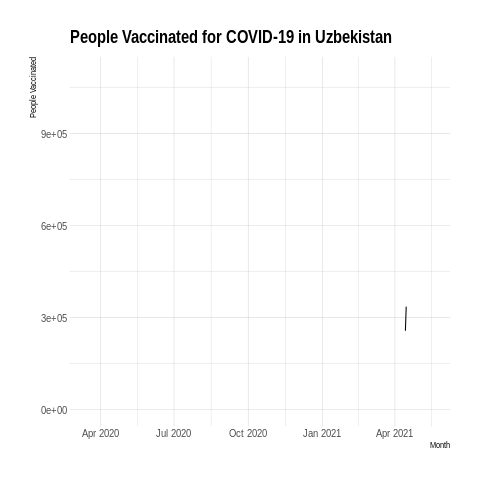 People Vaccinated for COVID-19 in Uzbekistan
People Vaccinated
9e+05
6e+05
3e+05
0e+00
Apr 2020 Jul 2020 Oct 2020 Jan 2021 Apr 2021
Month